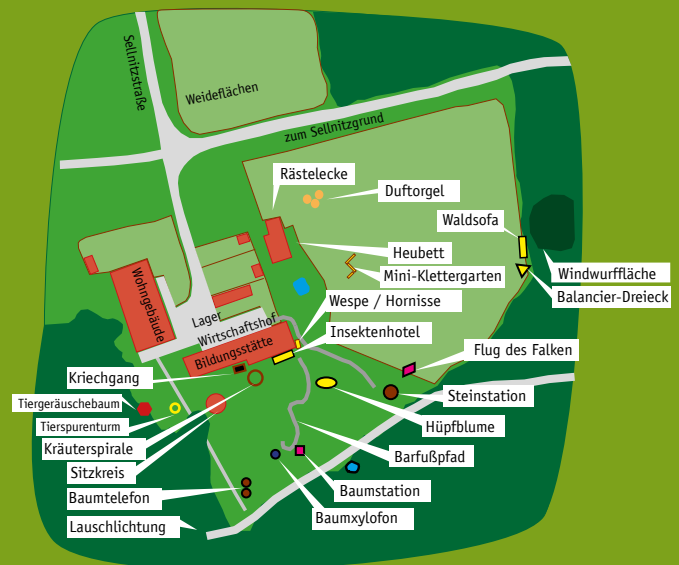 Sellnitzstraße
Weideflächen
zum Sellnitzgrund
Rästelecke
Duftorgel
Waldsofa
Heubett
Mini-Klettergarten
Windwurffläche
Balancier-Dreieck
Wohngebäude
Wespe / Hornisse
Lager
Wirtschaftshof
Insektenhotel
Bildungsstätte
Flug des Falken
Kriechgang
Steinstation
Tiergeräuschebaum
Tierspurenturm
Hüpfblume
Kräuterspirale
Barfußpfad
Sitzkreis
Baumtelefon
Baumstation
Baumxylofon
Lauschlichtung